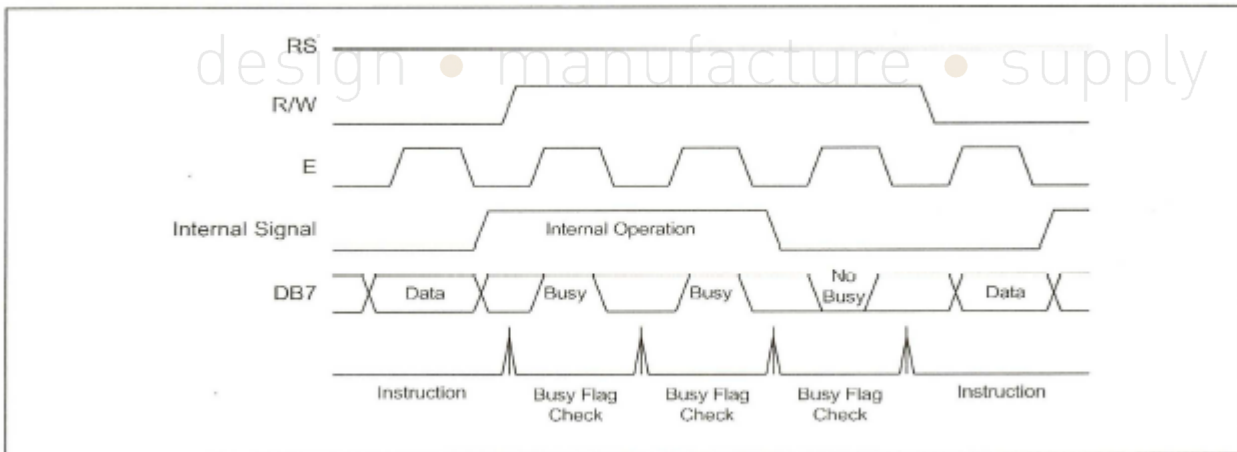 RS
design • manufacture • supply
R/W
E
Internal Signal
Internal Operation
DB7
Data
Busy
Busy
No
Busy
Data
Instruction
Busy Flag
Check
Busy Flag
Check
Busy Flag
Check
Instruction